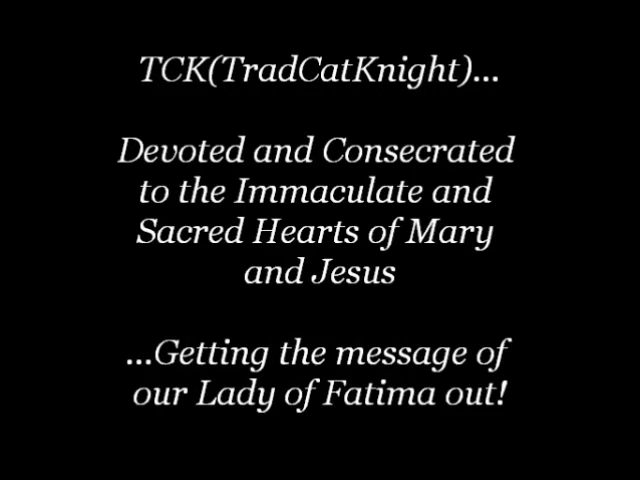 TCK(TradCatKnight)...
Devoted and Consecrated
to the Immaculate and
Sacred Hearts of Mary
and Jesus
...Getting the message of
our Lady of Fatima out!